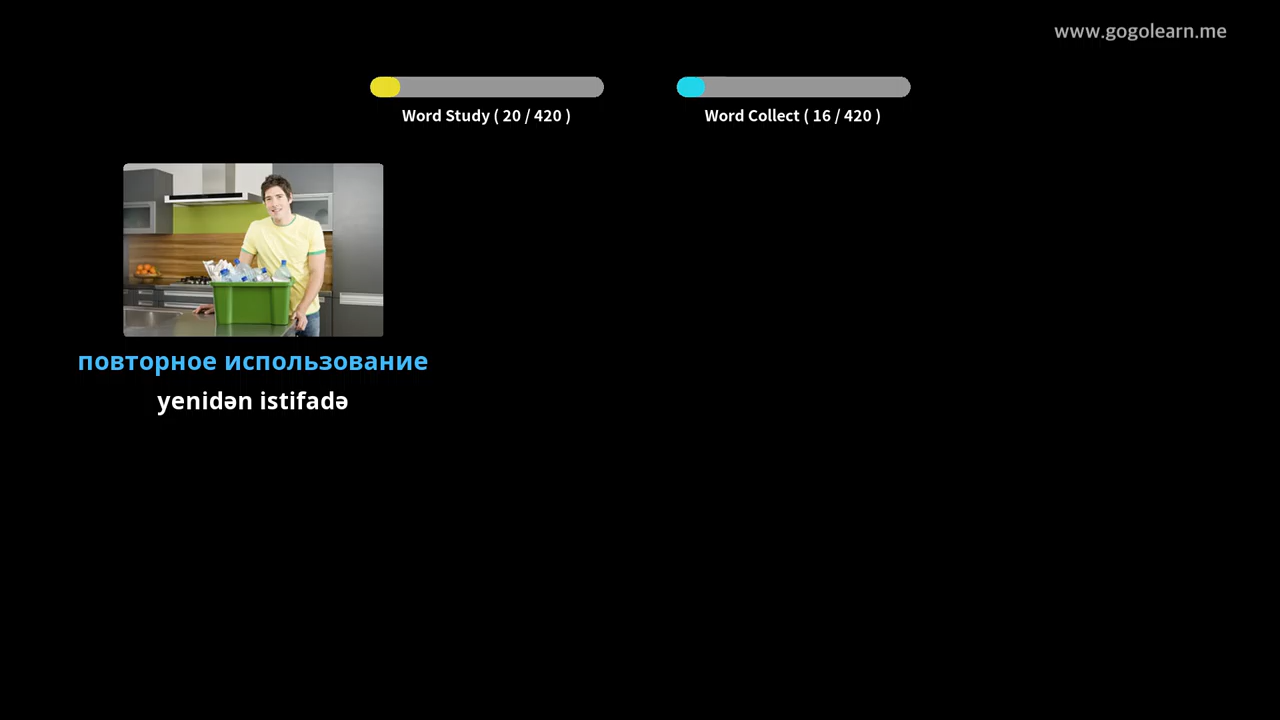 www.gogolearn.me
Word Study ( 20 / 420 )
Word Collect ( 16 / 420 )
повторное использование
yenidən istifadə